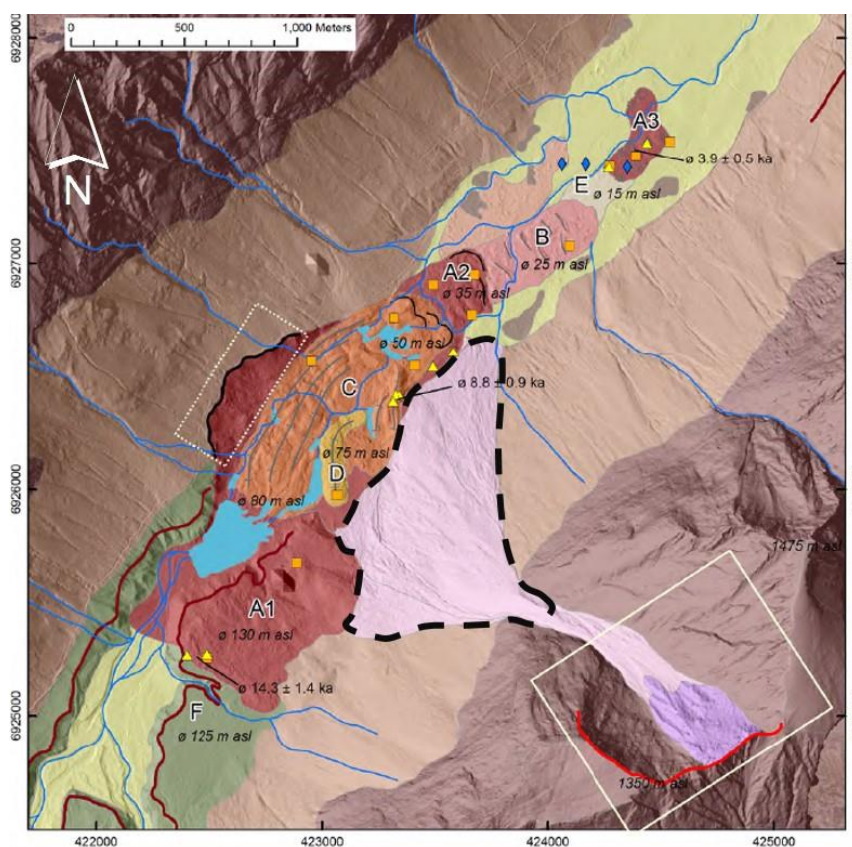 0 500 1,000 Meters
6928000
N
A3
ø 3.9 ± 0.5 ka
E
ø 15 m asl
B
ø 25 m asl
6927000
A2
ø 35 m asl
ø 50 m asl
C
ø 8.8 ± 0.9 ka
ø 75 m asl
D
6926000
ø 80 m asl
1475 m asl
A1
ø 130 m asl
ø 14.3 ± 1.4 ka
F
ø 125 m asl
6925000
1350 m asl
422000 423000 424000 425000